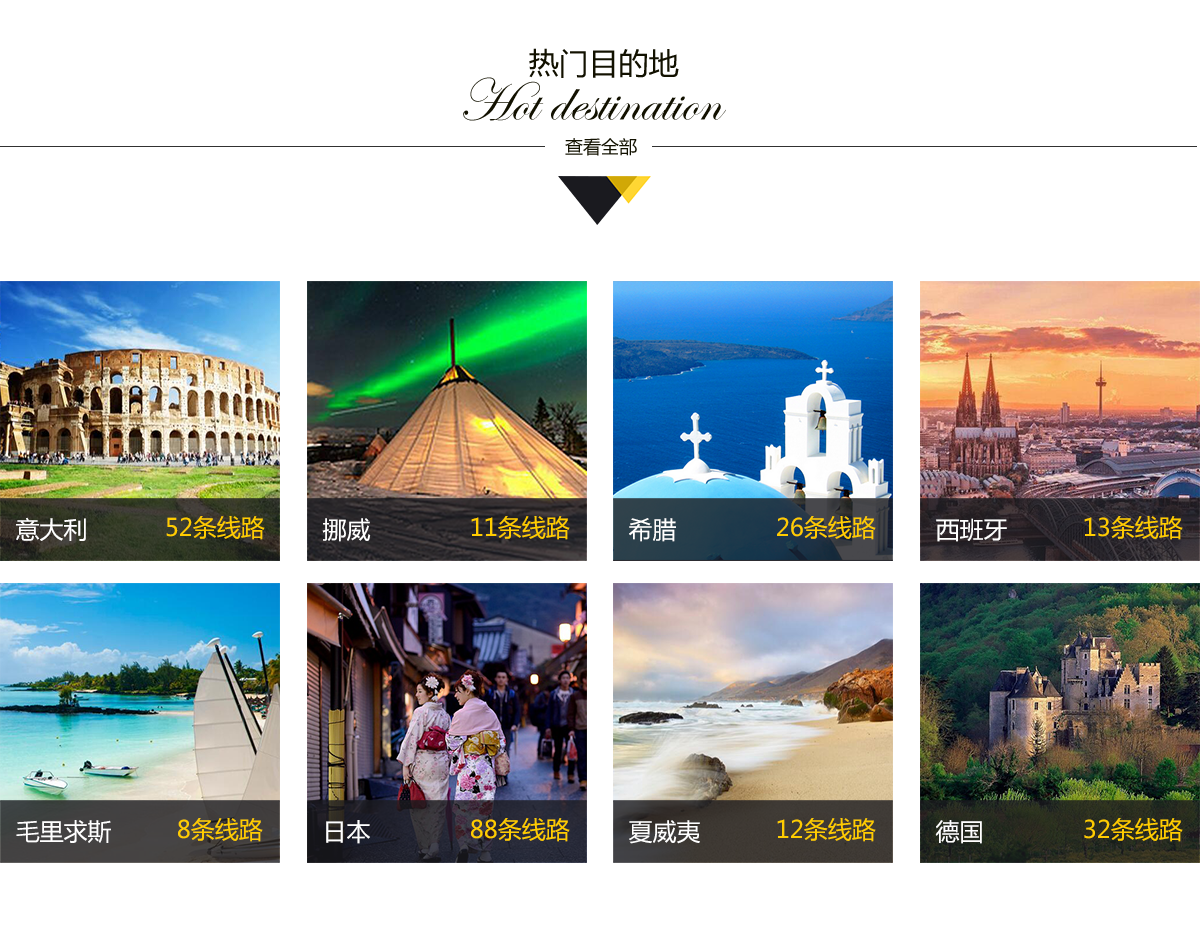 热门目的地
Hot destination
查看全部
意大利 52条线路
挪威 11条线路
希腊 26条线路
西班牙 13条线路
毛里求斯 8条线路
日本 88条线路
夏威夷 12条线路
德国 32条线路